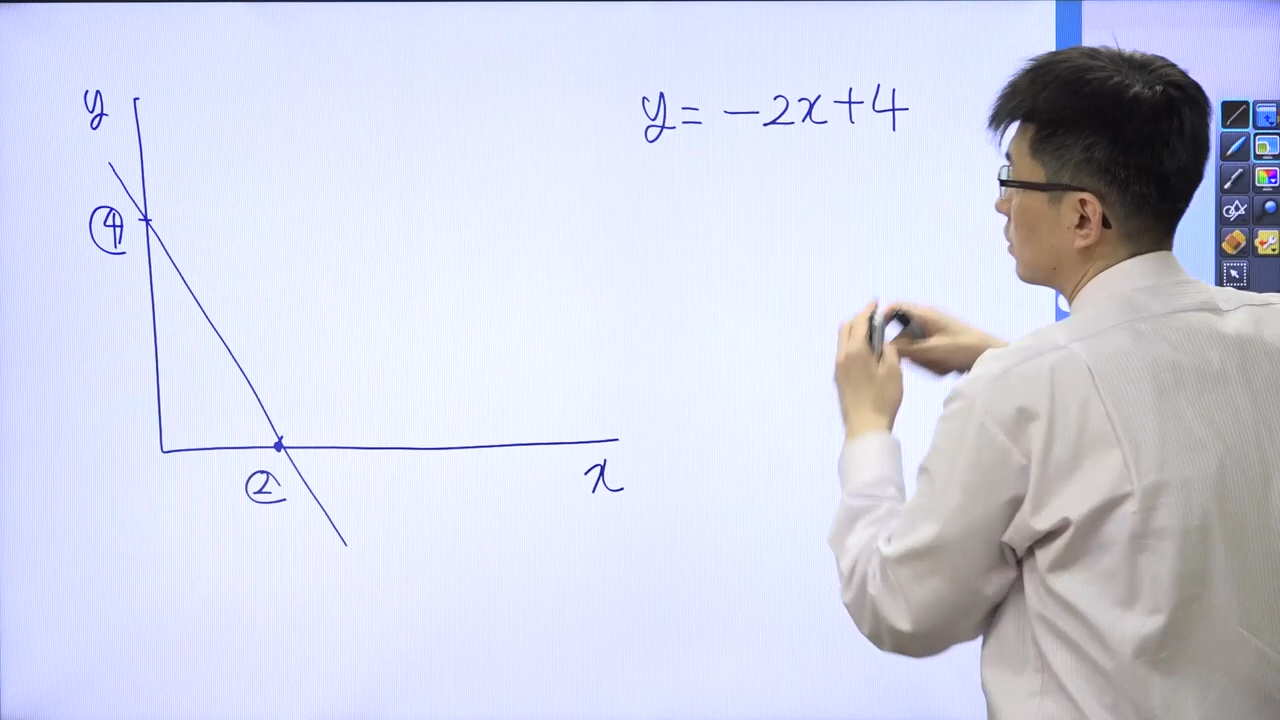 y
y = -2x+4
④
②
x